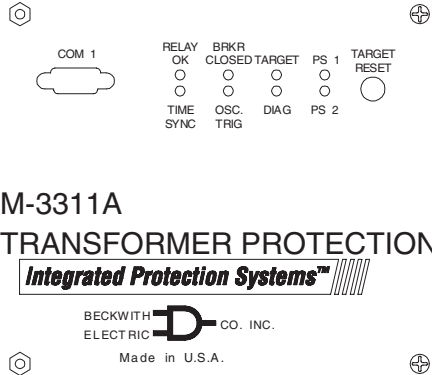 COM 1
RELAY OK
BRKR CLOSED
TARGET
PS 1
TARGET RESET
TIME SYNC
OSC. TRIG
DIAG
PS 2
M-3311A
TRANSFORMER PROTECTION
Integrated Protection Systems™
BECKWITH
ELECTRIC
CO. INC.
Made in U.S.A.